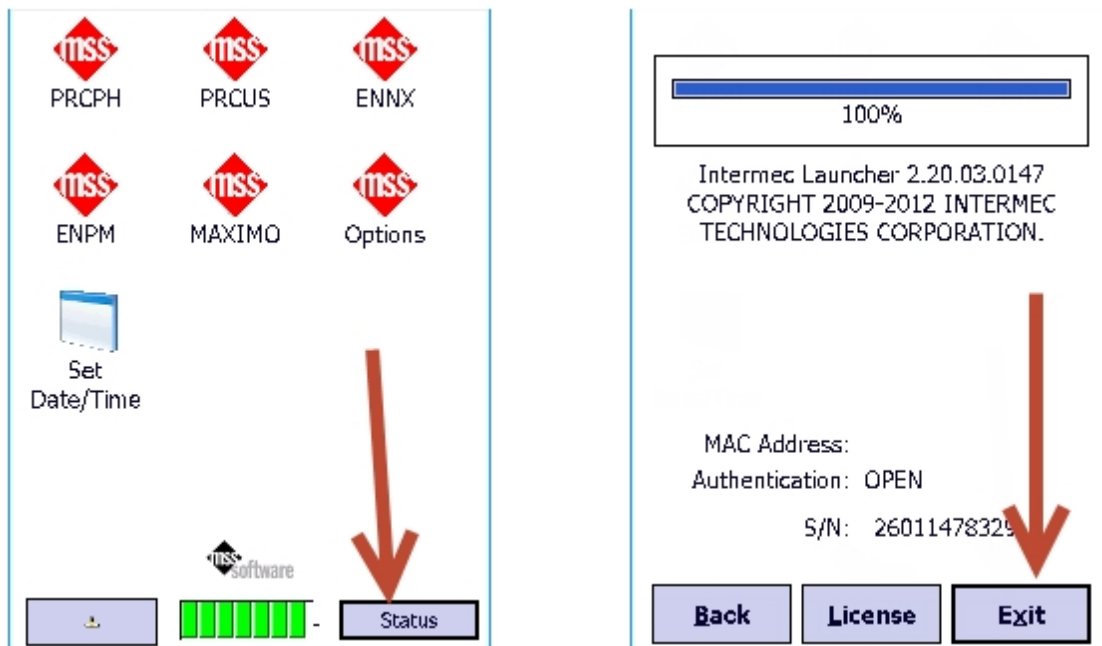 mss mss mss
PRCPH PRCUS ENNX
mss mss mss
ENPM MAXIMO Options
Set
Date/Time
mss
software
- Status
100%
Intermec Launcher 2.20.03.0147
COPYRIGHT 2009-2012 INTERMEC
TECHNOLOGIES CORPORATION.
MAC Address:
Authentication: OPEN
S/N: 26011478329
Back License Exit